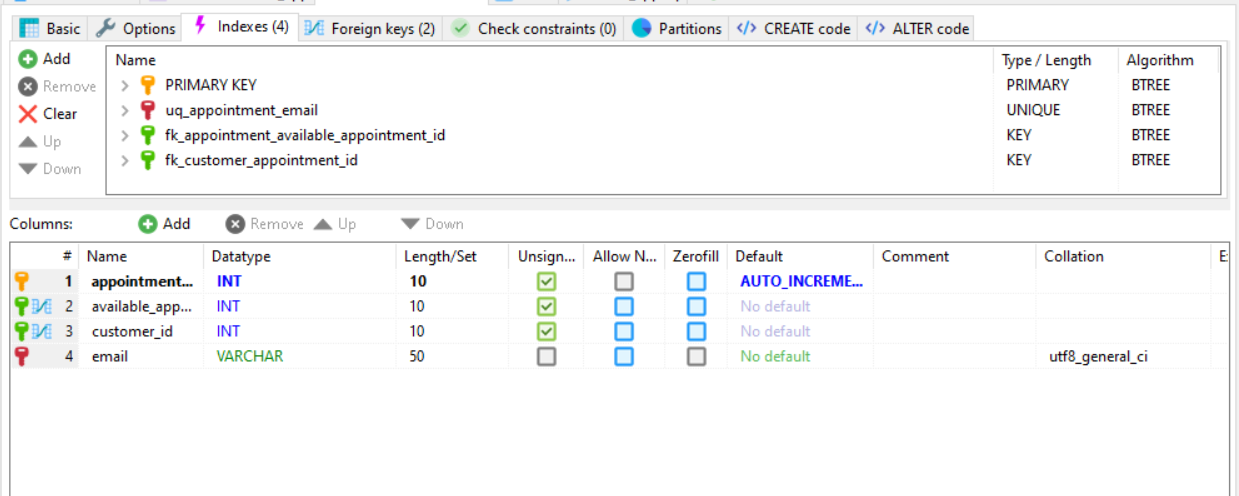 Basic Options Indexes (4) Foreign keys (2) Check constraints (0) Partitions </> CREATE code </> ALTER code
Add
Remove
Clear
Up
Down
Name Type / Length Algorithm
PRIMARY KEY PRIMARY BTREE
uq_appointment_email UNIQUE BTREE
fk_appointment_available_appointment_id KEY BTREE
fk_customer_appointment_id KEY BTREE
Columns: Add Remove Up Down
# Name Datatype Length/Set Unsign... Allow N... Zerofill Default Comment Collation
1 appointment... INT 10 AUTO_INCREME...
2 available_app... INT 10 No default
3 customer_id INT 10 No default
4 email VARCHAR 50 No default utf8_general_ci